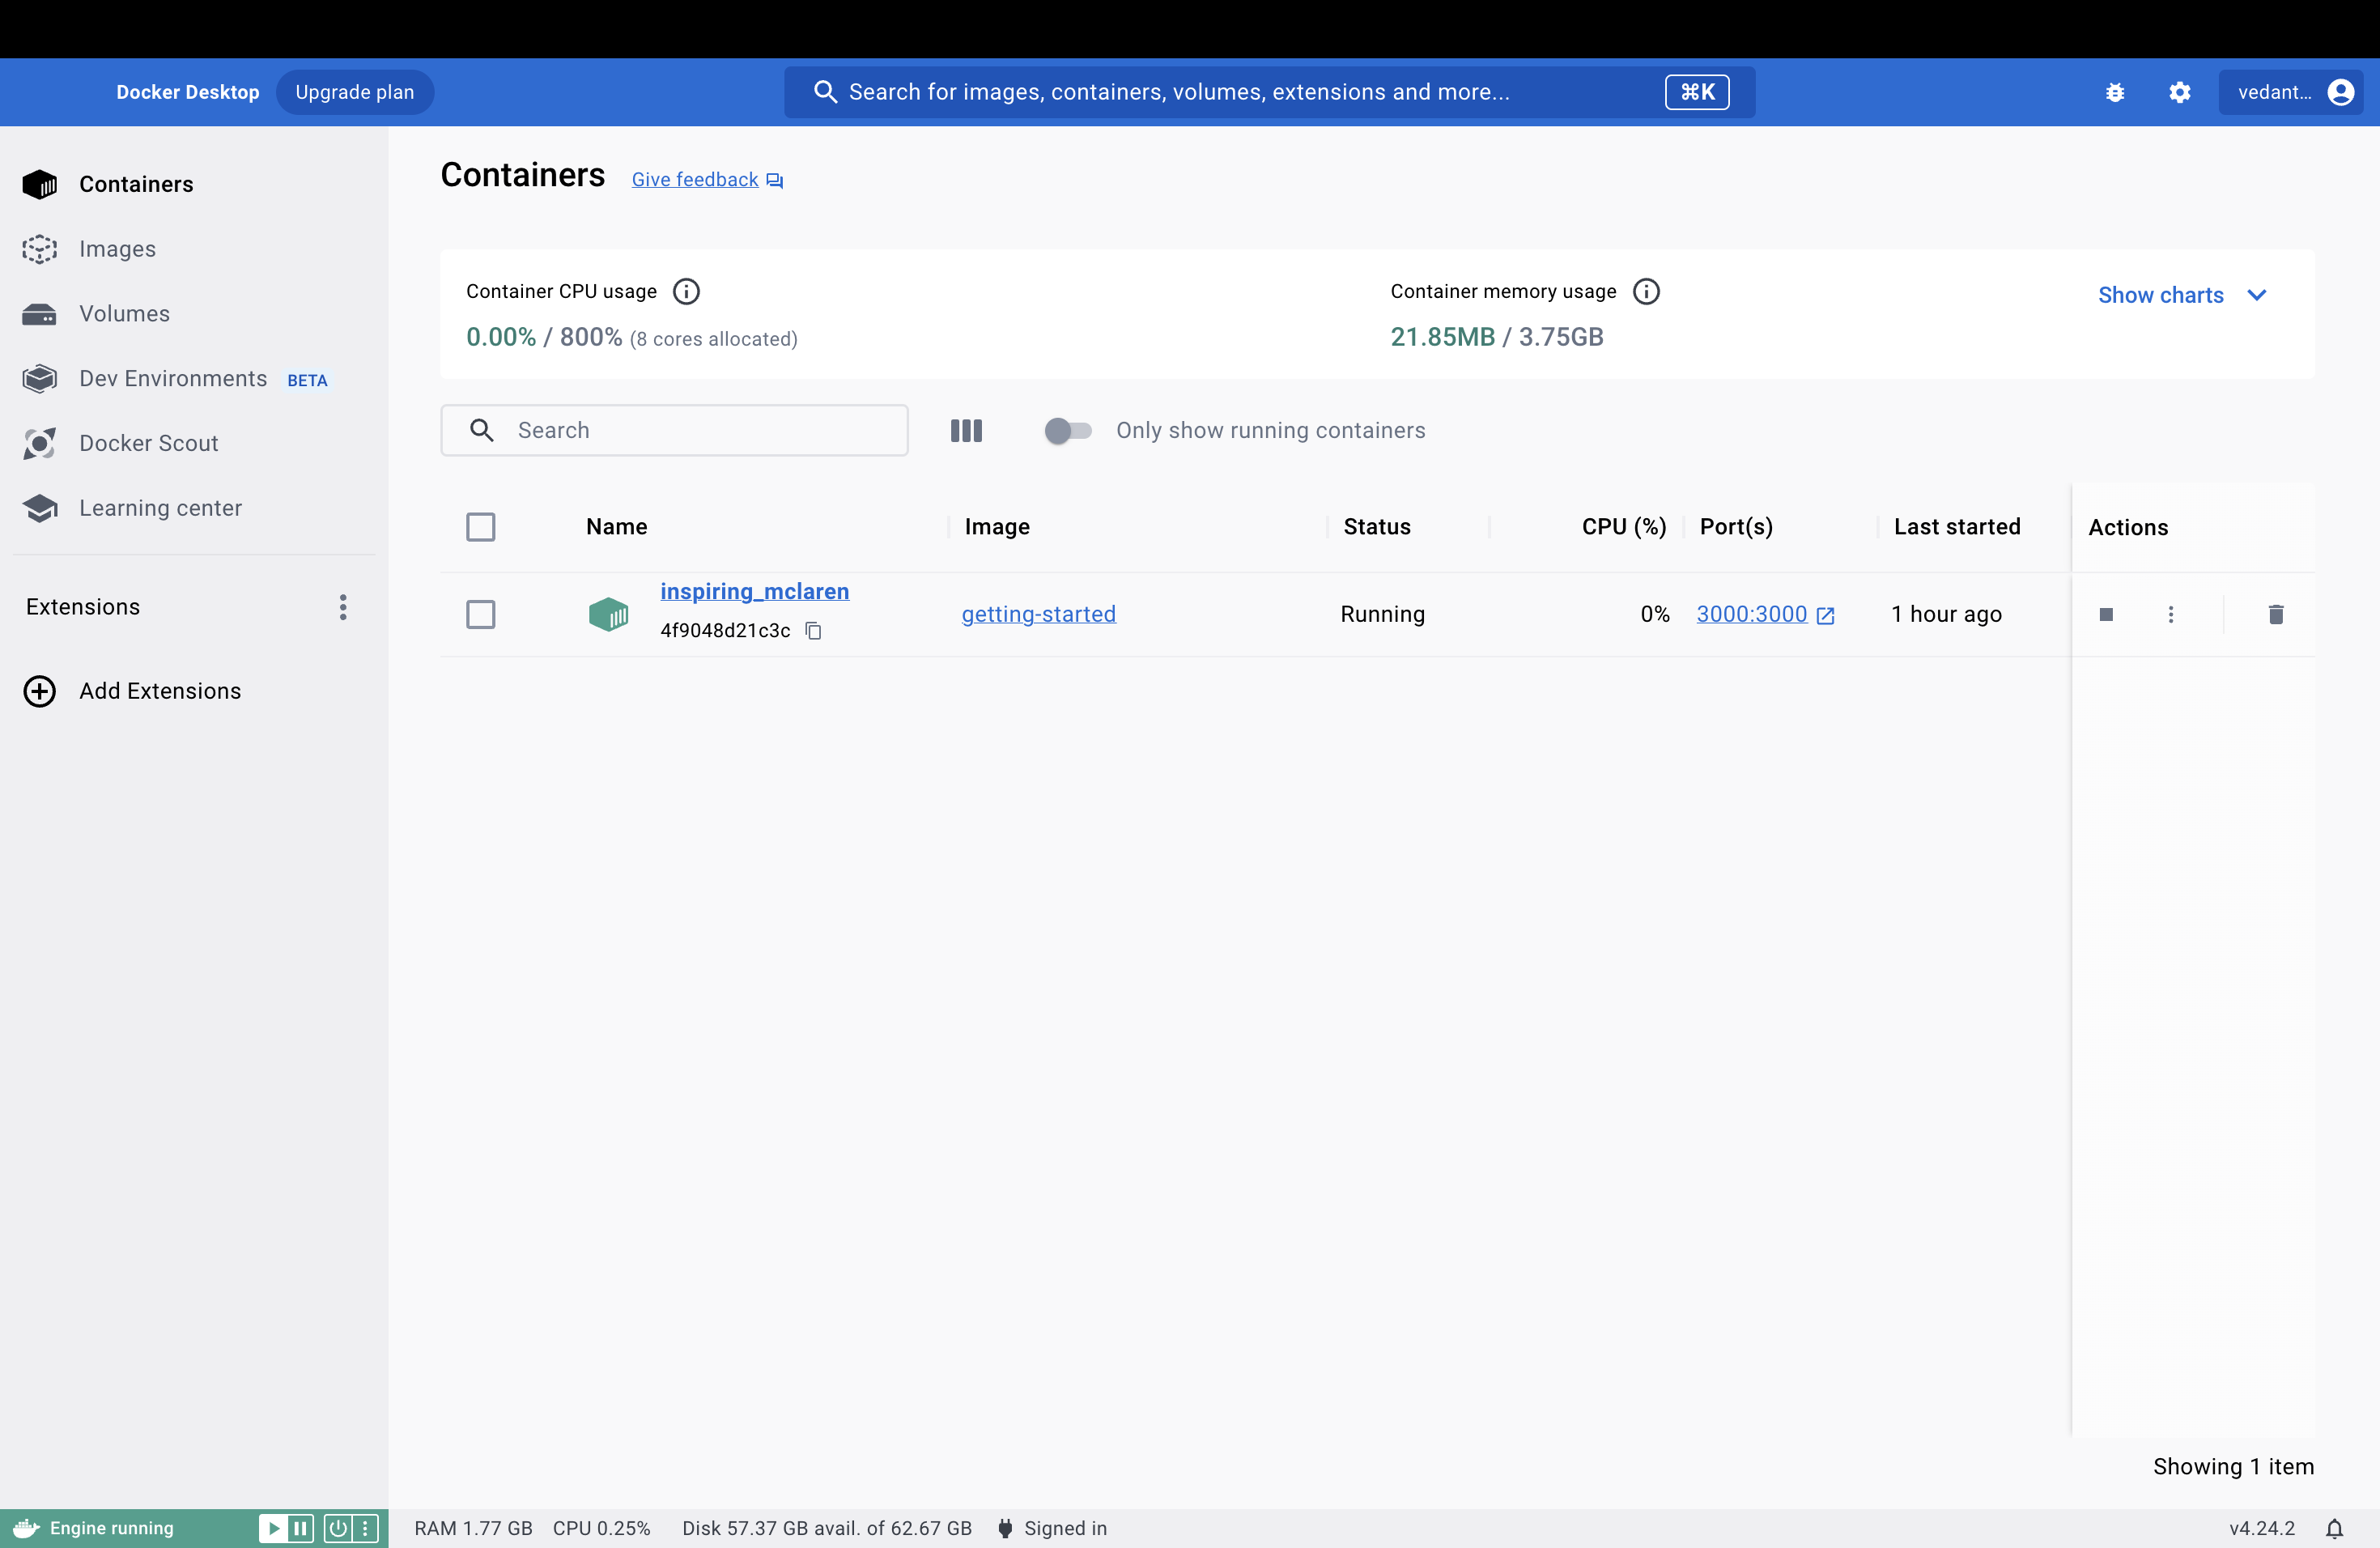 Docker Desktop Upgrade plan Search for images, containers, volumes, extensions and more... ⌘K vedant...
Containers
Images
Volumes
Dev Environments BETA
Docker Scout
Learning center
Extensions
Add Extensions
Containers Give feedback
Container CPU usage
0.00% / 800% (8 cores allocated)
Container memory usage
21.85MB / 3.75GB
Show charts
Search Only show running containers
Name Image Status CPU (%) Port(s) Last started Actions
inspiring_mclaren
4f9048d21c3c
getting-started Running 0% 3000:3000 1 hour ago
Showing 1 item
Engine running RAM 1.77 GB CPU 0.25% Disk 57.37 GB avail. of 62.67 GB Signed in v4.24.2